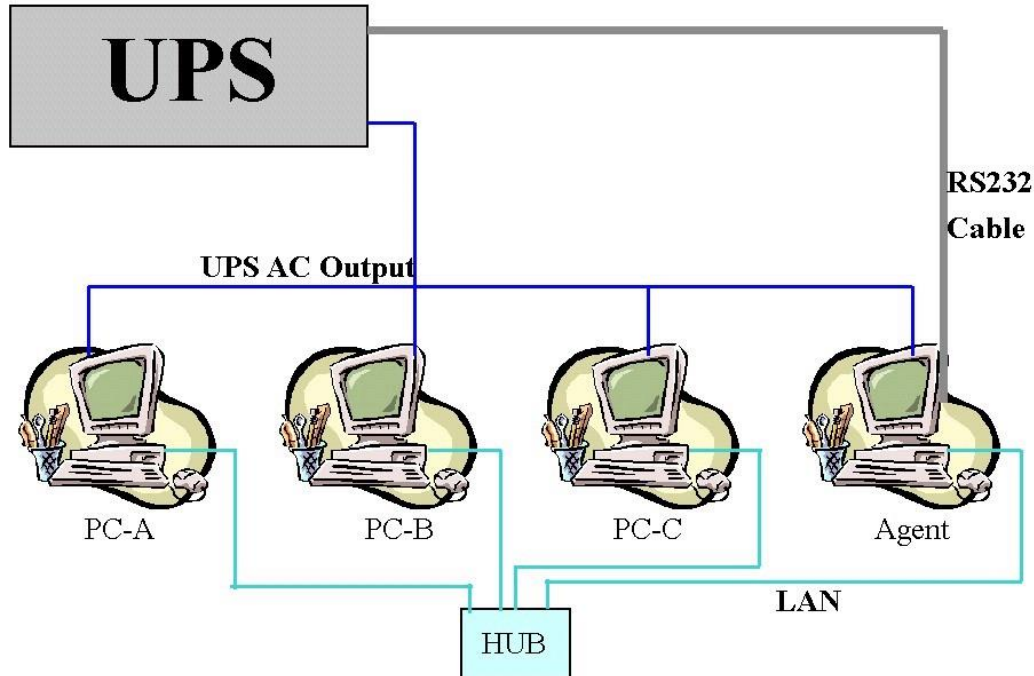 UPS
RS232
Cable
UPS AC Output
PC-A
PC-B
PC-C
Agent
LAN
HUB